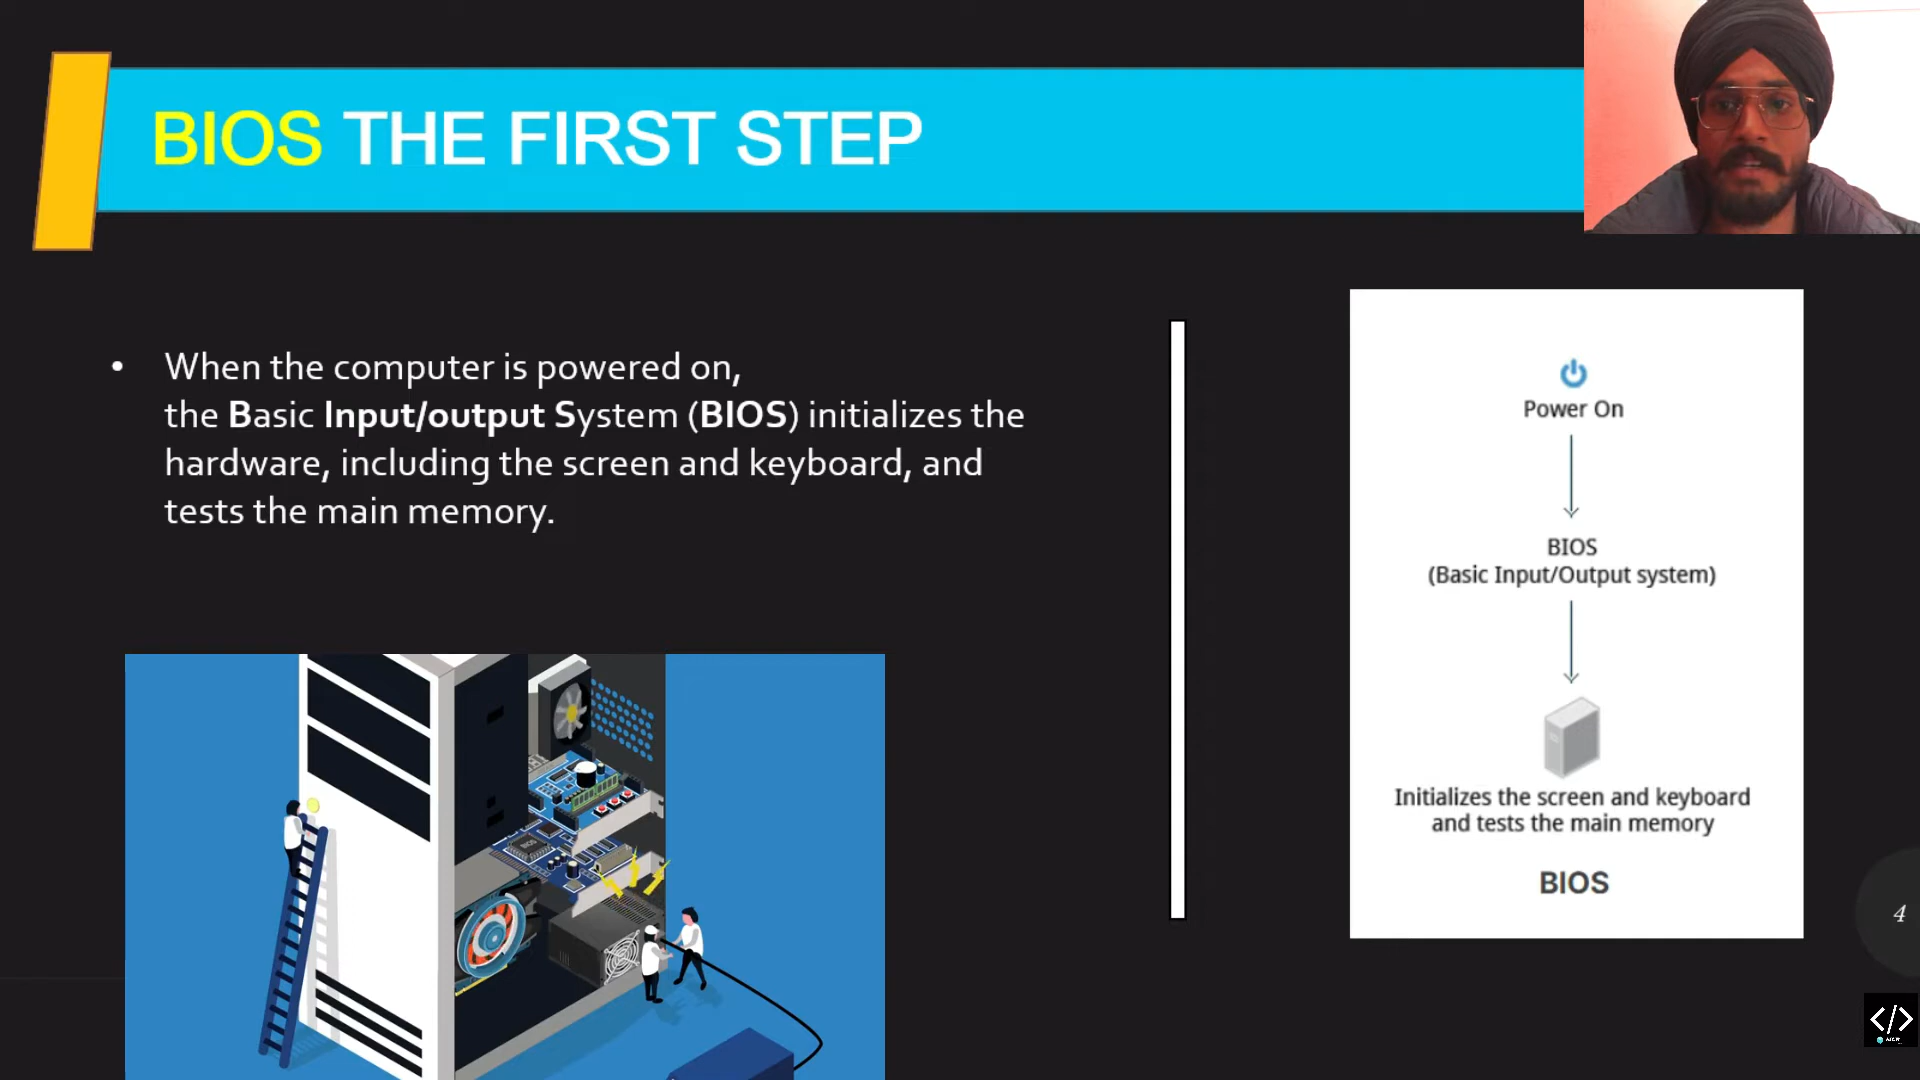 BIOS THE FIRST STEP
• When the computer is powered on,
the Basic Input/output System (BIOS) initializes the
hardware, including the screen and keyboard, and
tests the main memory.
Power On
BIOS
(Basic Input/Output system)
Initializes the screen and keyboard
and tests the main memory
BIOS
BIOS
4
</>